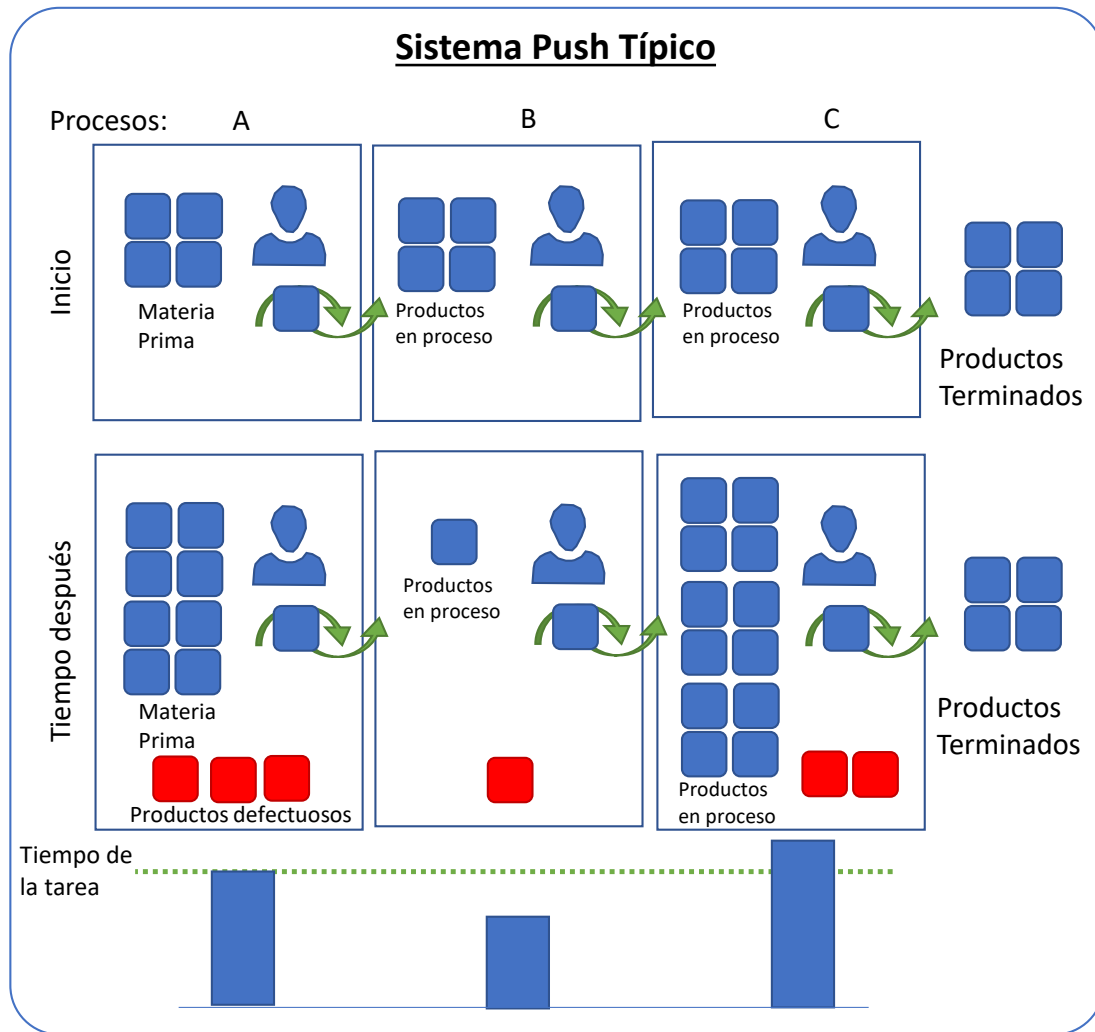 Sistema Push Típico
Procesos:
A
B
C
Inicio
Materia
Prima
Productos
en proceso
Productos
en proceso
Productos
Terminados
Tiempo después
Materia
Prima
Productos defectuosos
Productos
en proceso
Productos
en proceso
Productos
Terminados
Tiempo de
la tarea